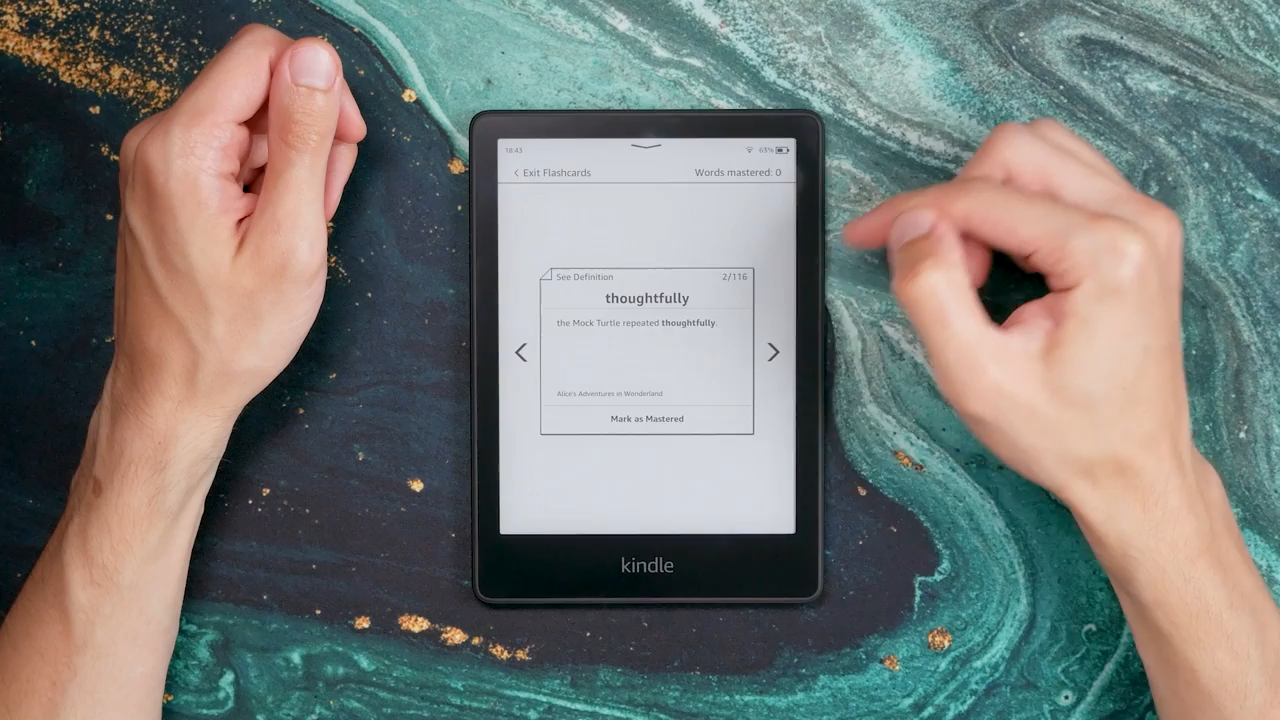 18:43 63%
Exit Flashcards Words mastered: 0
See Definition 2/116
thoughtfully
the Mock Turtle repeated thoughtfully.
Alice's Adventures in Wonderland
Mark as Mastered
kindle